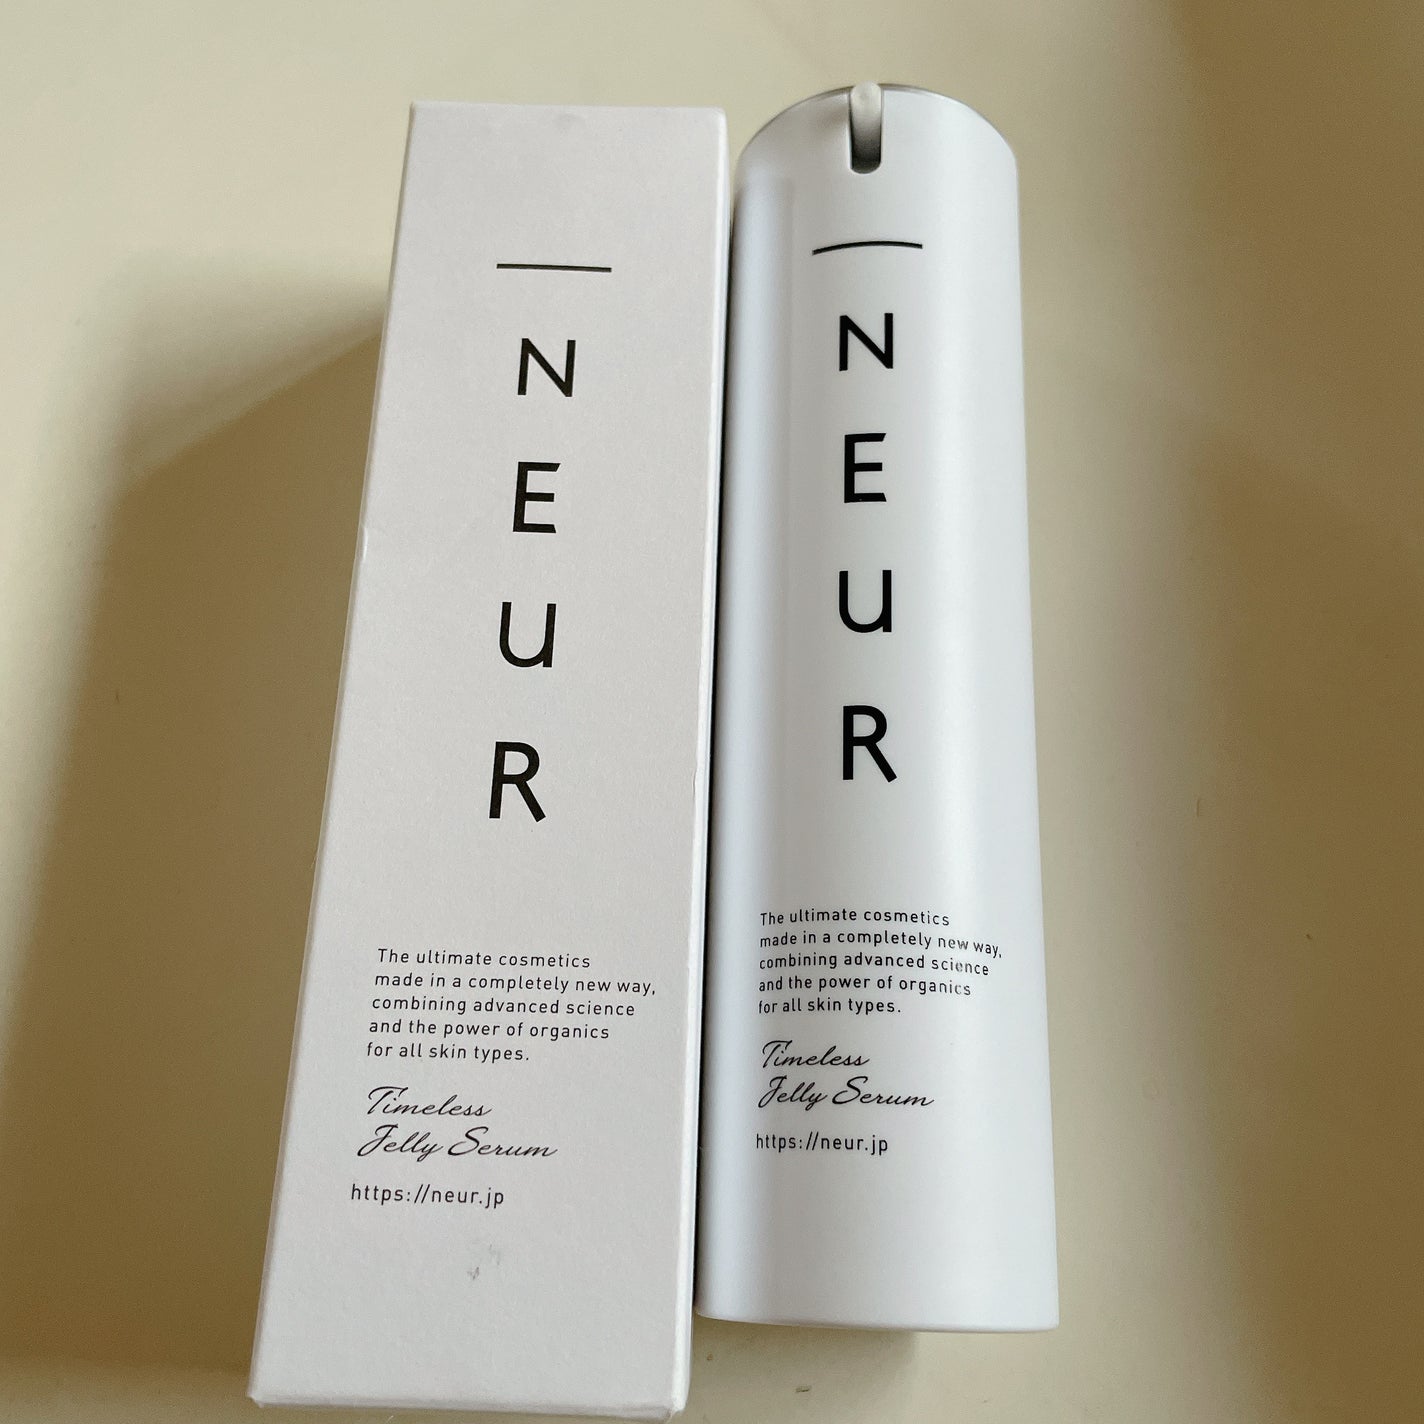 NEUR
The ultimate cosmetics
made in a completely new way,
combining advanced science
and the power of organics
for all skin types.
Timeless
Jelly Serum
https://neur.jp
NEUR
The ultimate cosmetics
made in a completely new way,
combining advanced science
and the power of organics
for all skin types.
Timeless
Jelly Serum
https://neur.jp